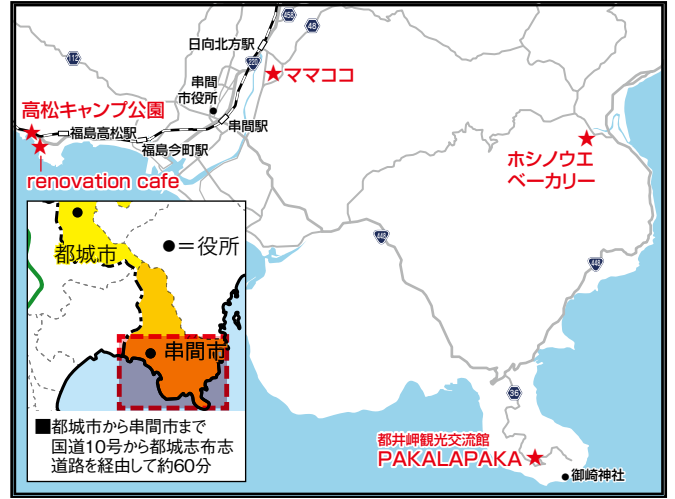 458
48
日向北方駅
112
220
ママココ
串間
市役所
高松キャンプ公園
福島高松駅
串間駅
福島今町駅
renovation cafe
ホシノウエ
ベーカリー
都城市
●=役所
串間市
448
448
36
■都城市から串間市まで
国道10号から都城志布志
道路を経由して約60分
都井岬観光交流館
PAKALAPAKA
御崎神社